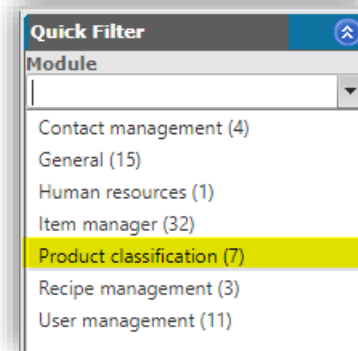 Quick Filter
Module
Contact management (4)
General (15)
Human resources (1)
Item manager (32)
Product classification (7)
Recipe management (3)
User management (11)